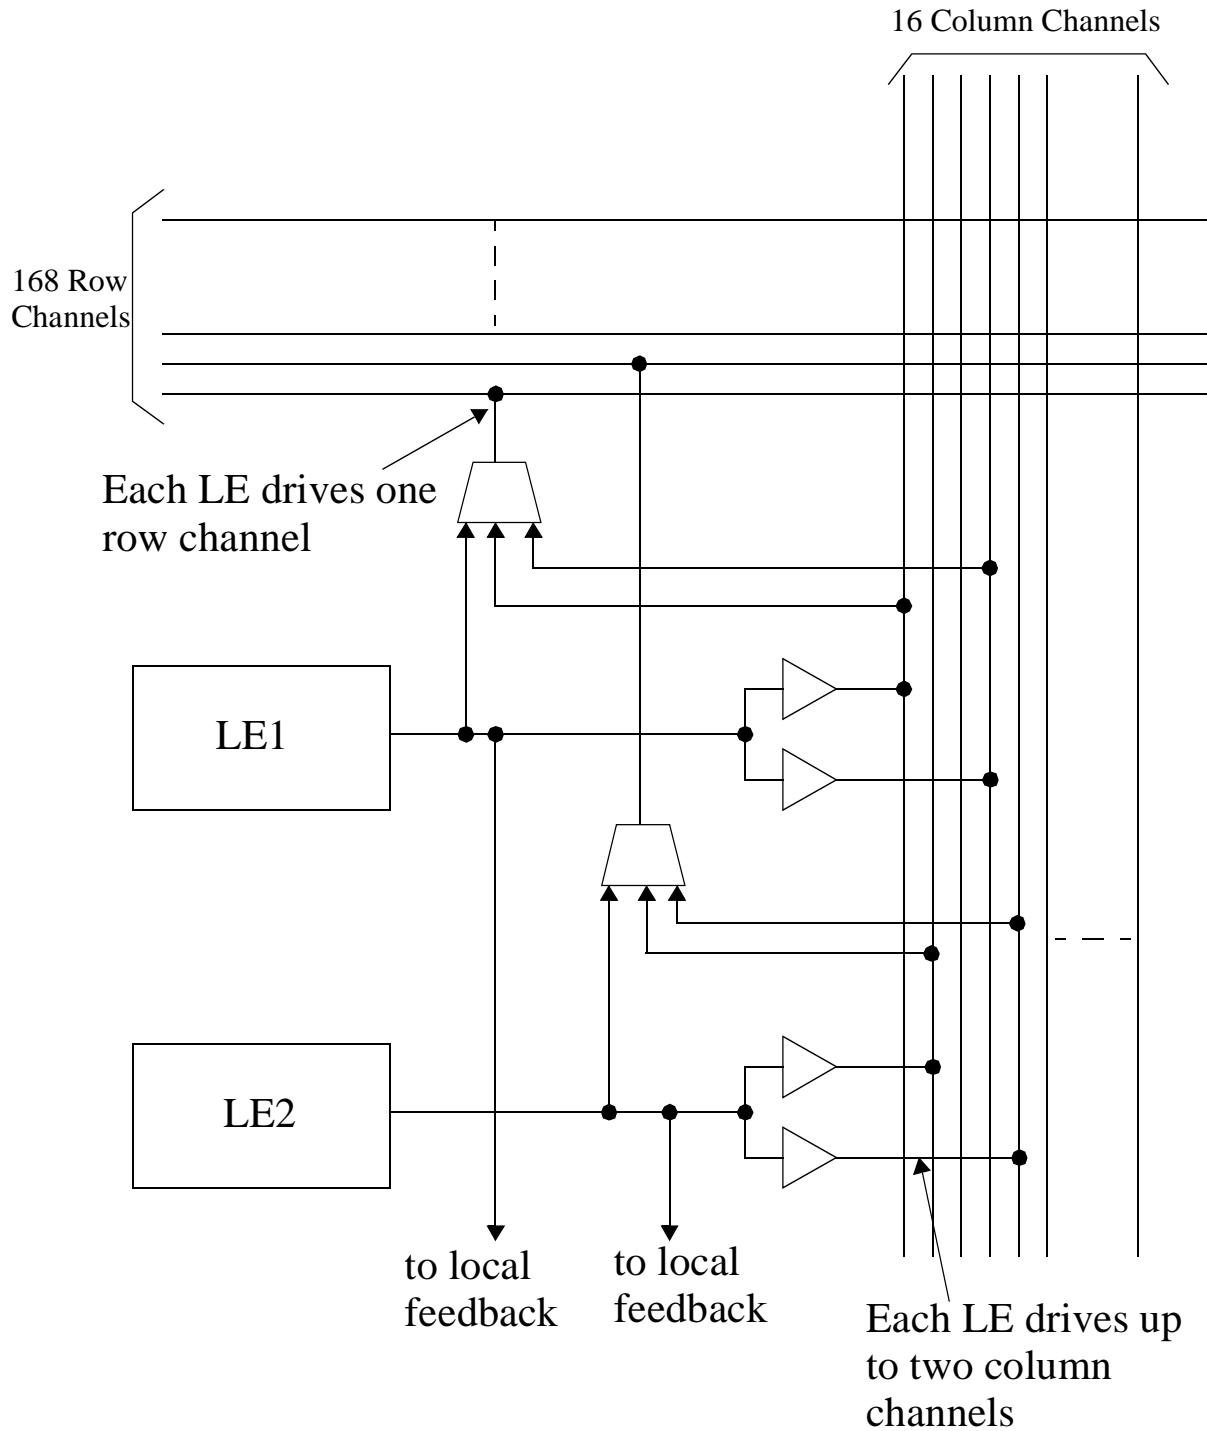 16 Column Channels
168 Row
Channels
Each LE drives one
row channel
LE1
LE2
to local
feedback
to local
feedback
Each LE drives up
to two column
channels